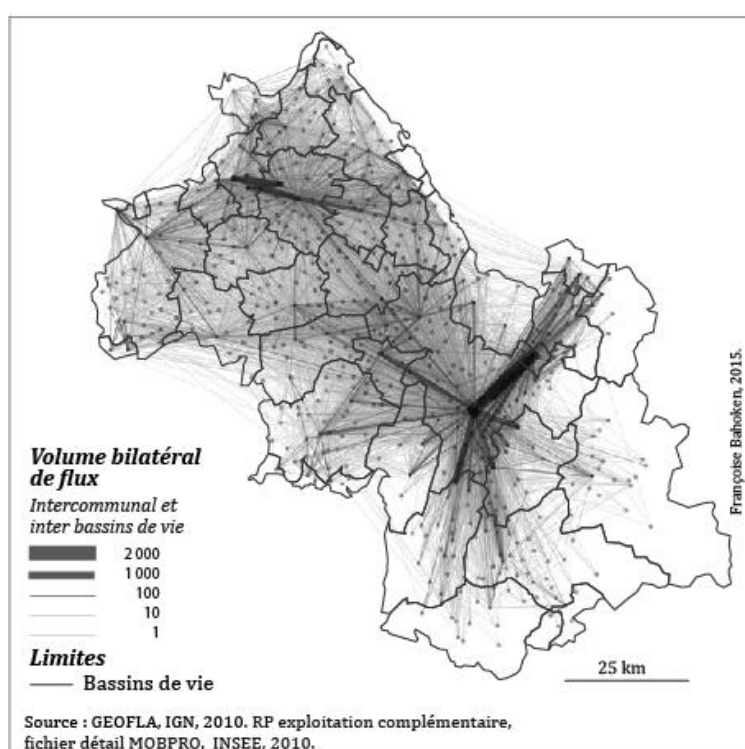 Volume bilatéral
de flux
Intercommunal et
inter bassins de vie
2 000
1 000
100
10
1
Limites
Bassins de vie
25 km
Françoise Bahoken, 2015.
Source : GEOFLA, IGN, 2010. RP exploitation complémentaire,
fichier détail MOBPRO. INSEE, 2010.